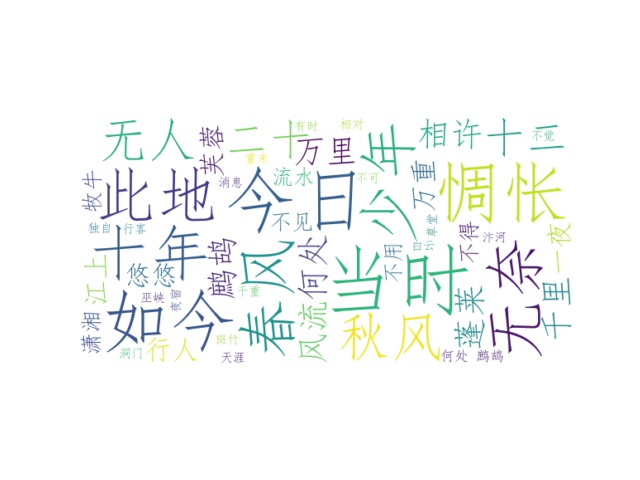 无人
芙蓉
二十
有时
相对
万里
少年
相许
十二
不觉
重来
牧牛
此地
消息
今日
流水
不可
万重
惆怅
独自
行客
不见
草堂
十年
鹧鸪
春风
何处
白云
不用
不得
汾河
一夜
江上
悠悠
巫峡
夜宿
千重
当时
蓬莱
无奈
千里
潇湘
如今
风流
秋风
洞门
行人
斑竹
天涯
何处 鹧鸪